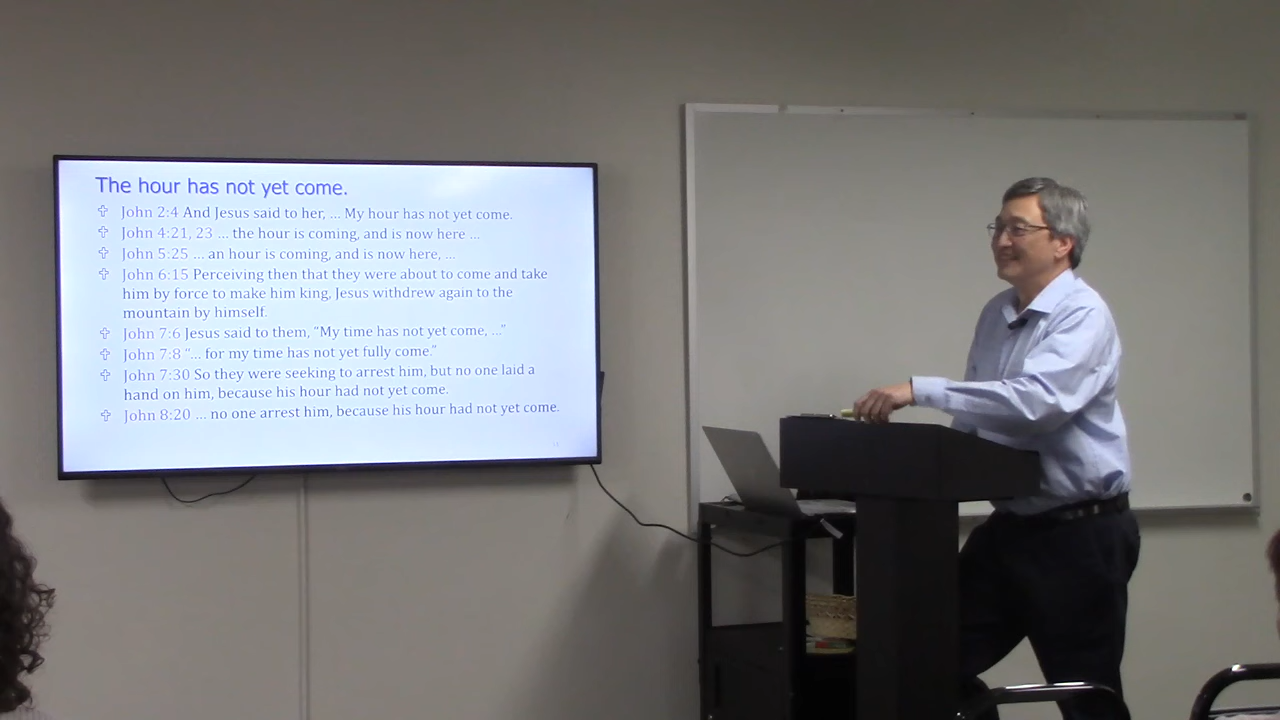 The hour has not yet come.
John 2:4 And Jesus said to her, ... My hour has not yet come.
John 4:21, 23 ... the hour is coming, and is now here ...
John 5:25 ... an hour is coming, and is now here, ...
John 6:15 Perceiving then that they were about to come and take
him by force to make him king, Jesus withdrew again to the
mountain by himself.
John 7:6 Jesus said to them, “My time has not yet come, ...”
John 7:8 “... for my time has not yet fully come.”
John 7:30 So they were seeking to arrest him, but no one laid a
hand on him, because his hour had not yet come.
John 8:20 ... no one arrest him, because his hour had not yet come.